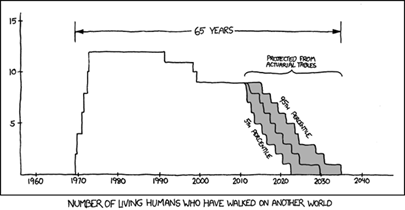 15
65 YEARS
PROJECTED FROM
ACTUARIAL TABLES
10
95TH PERCENTILE
5TH PERCENTILE
5
1960 1970 1980 1990 2000 2010 2020 2030 2040
NUMBER OF LIVING HUMANS WHO HAVE WALKED ON ANOTHER WORLD